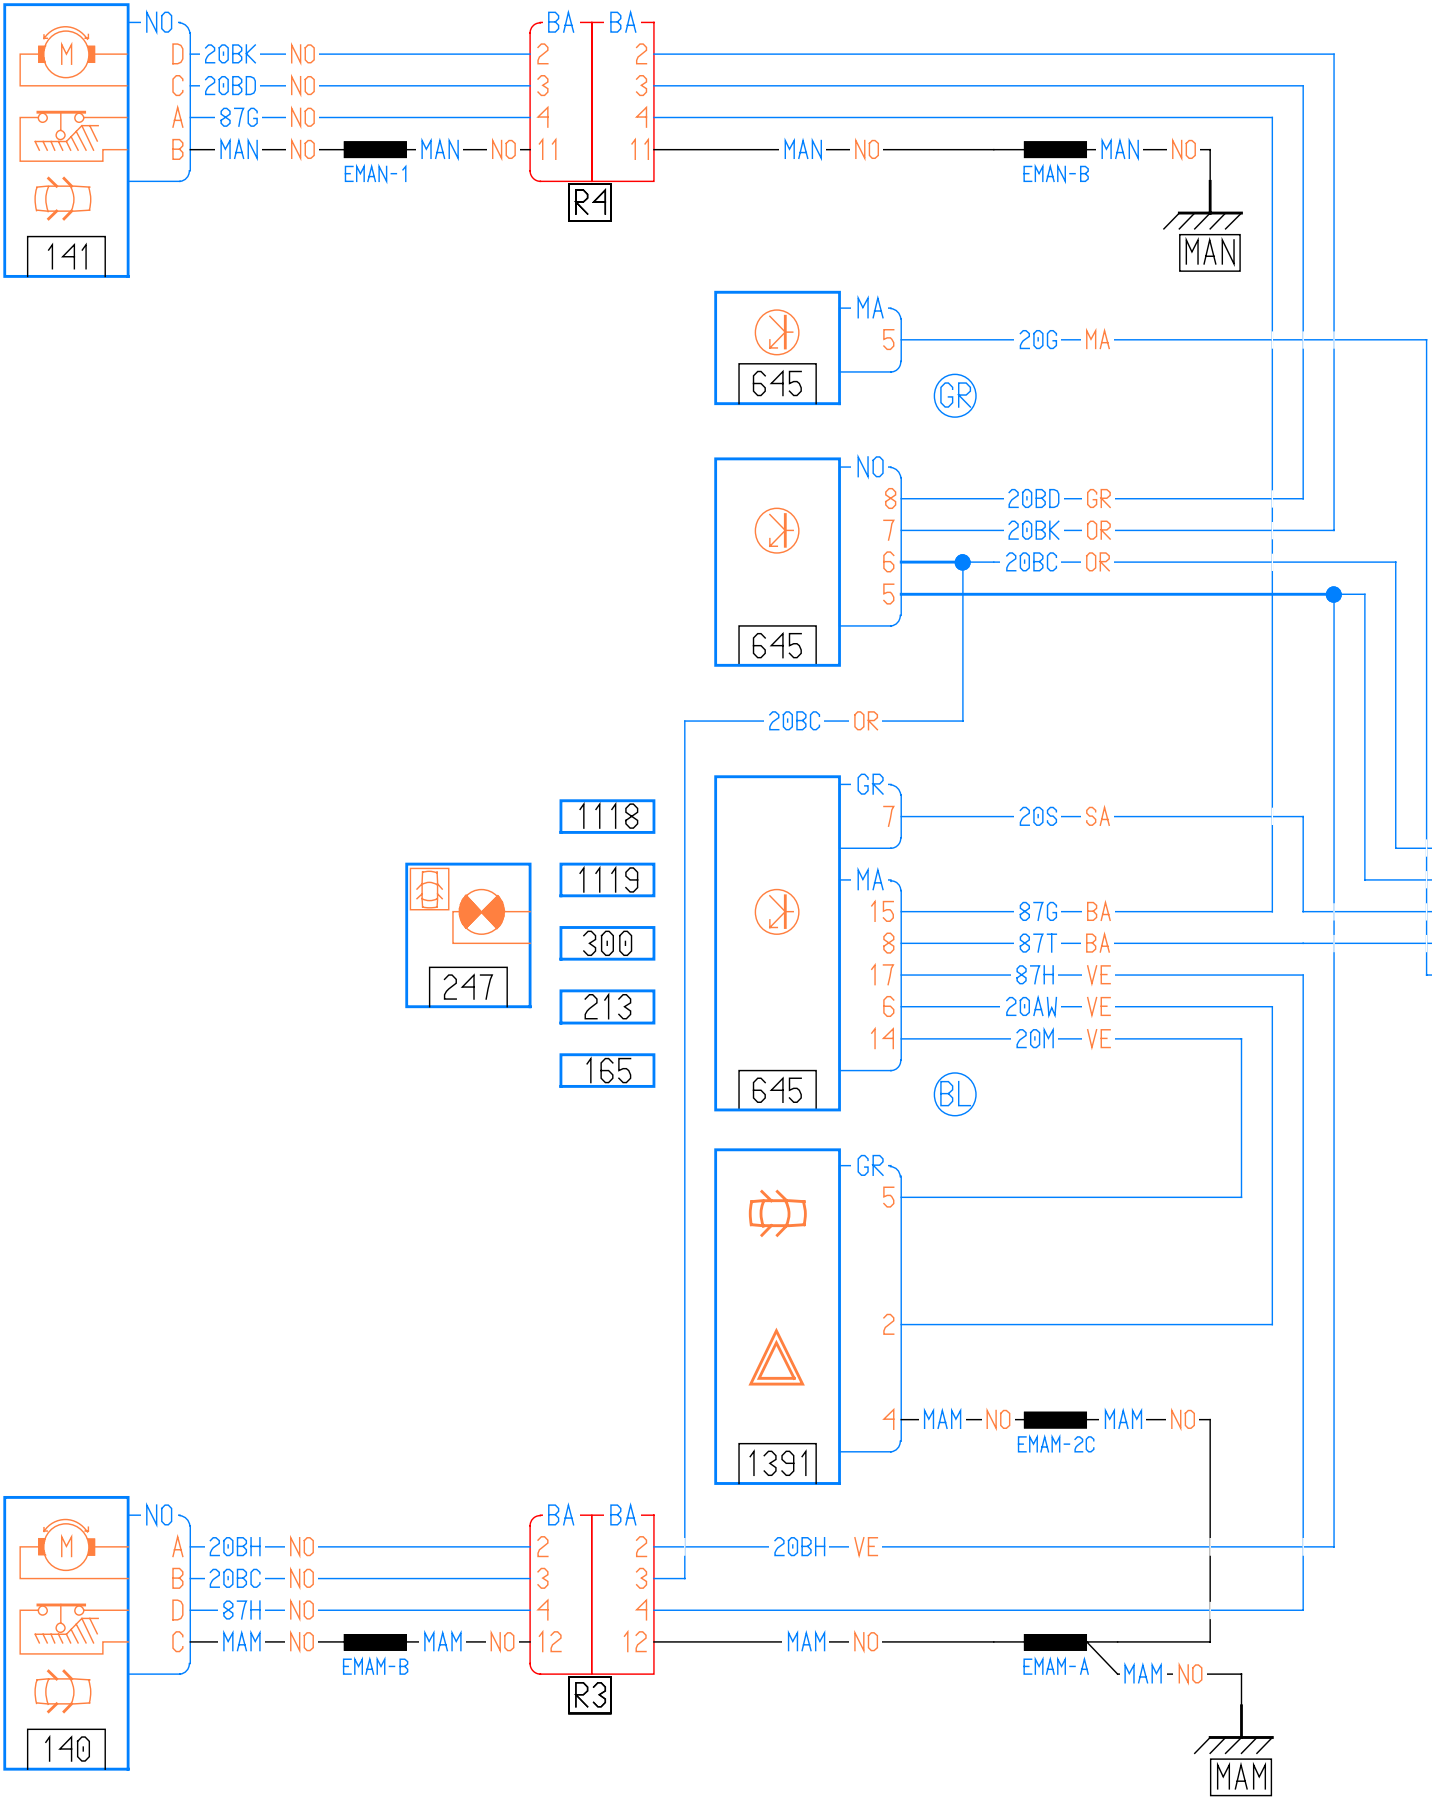 NO BA BA
M D 20BK NO 2 2
C 20BD NO 3 3
A 87G NO 4 4
B MAN NO MAN NO 11 11 MAN NO MAN NO
EMAN-1 EMAN-B
R4
141 MAN
MA
5 20G MA
645 GR
NO
8 20BD GR
7 20BK OR
6 20BC OR
5
645
20BC OR
GR
1118 7 20S SA
1119 MA
15 87G BA
300 8 87T BA
17 87H VE
247 213 6 20AW VE
14 20M VE
165 645 BL
GR
5
2
4 MAM NO MAM NO
EMAM-2C
1391
NO BA BA
M A 20BH NO 2 2 20BH VE
B 20BC NO 3 3
D 87H NO 4 4
C MAM NO MAM NO 12 12 MAM NO
EMAM-B EMAM-A MAM NO
R3
140 MAM